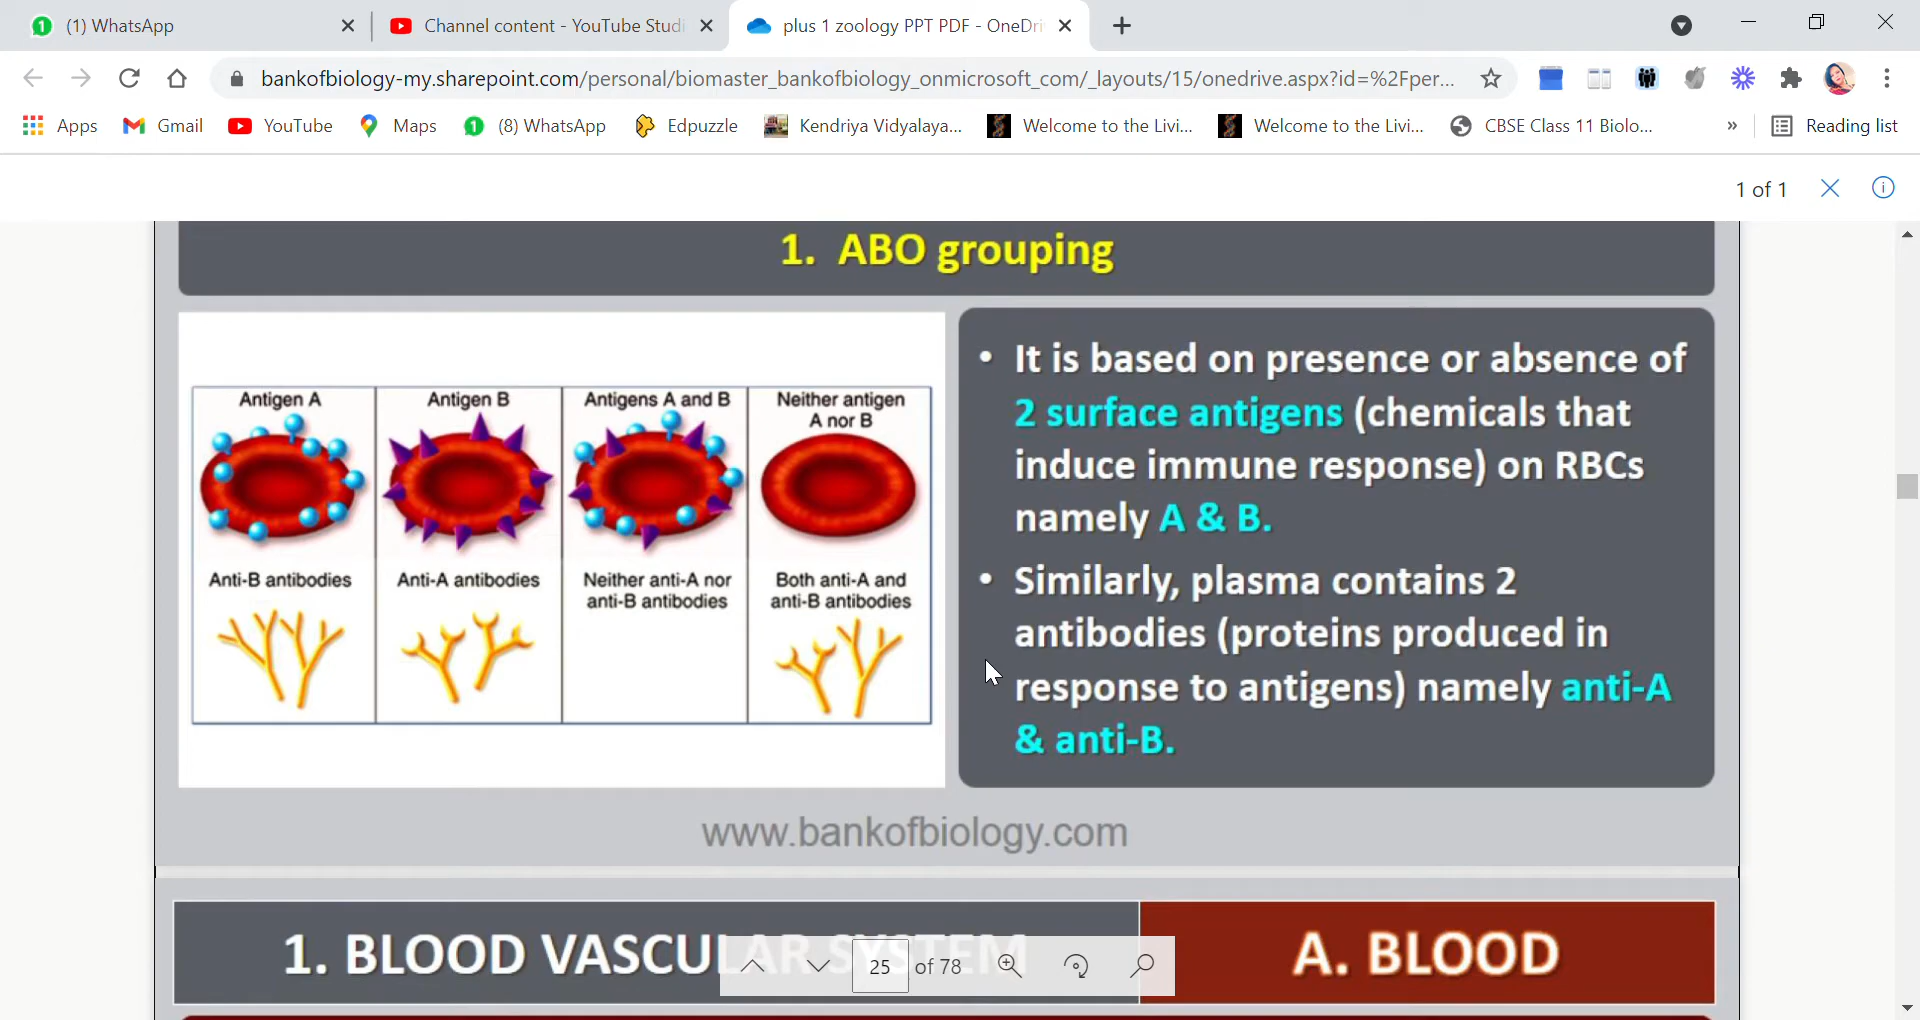 (1) WhatsApp
Channel content - YouTube Studi
plus 1 zoology PPT PDF - OneDri
bankofbiology-my.sharepoint.com/personal/biomaster_bankofbiology_onmicrosoft_com/_layouts/15/onedrive.aspx?id=%2Fper...
Apps
Gmail
YouTube
Maps
(8) WhatsApp
Edpuzzle
Kendriya Vidyalaya...
Welcome to the Livi...
Welcome to the Livi...
CBSE Class 11 Biolo...
»
Reading list
1 of 1
1. ABO grouping
Antigen A
Antigen B
Antigens A and B
Neither antigen
A nor B
Anti-B antibodies
Anti-A antibodies
Neither anti-A nor
anti-B antibodies
Both anti-A and
anti-B antibodies
• It is based on presence or absence of
2 surface antigens (chemicals that
induce immune response) on RBCs
namely A & B.
• Similarly, plasma contains 2
antibodies (proteins produced in
response to antigens) namely anti-A
& anti-B.
www.bankofbiology.com
1. BLOOD VASCULAR SYSTEM
A. BLOOD
25 of 78